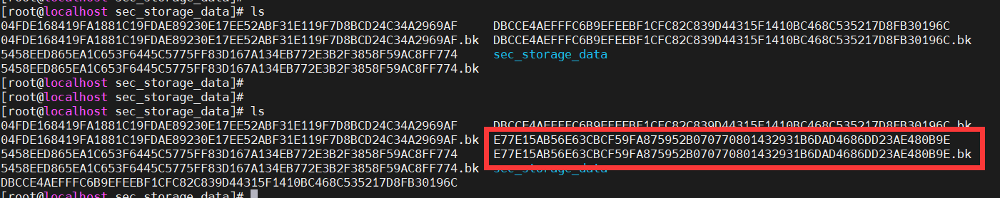 [root@localhost sec_storage_data]# ls
04FDE168419FA1881C19FDAE89230E17EE52ABF31E119F7D8BCD24C34A2969AF DBCCE4AEFFFC6B9EFEEBF1CFC82C839D44315F1410BC468C535217D8FB30196C
04FDE168419FA1881C19FDAE89230E17EE52ABF31E119F7D8BCD24C34A2969AF.bk DBCCE4AEFFFC6B9EFEEBF1CFC82C839D44315F1410BC468C535217D8FB30196C.bk
5458EED865EA1C653F6445C5775FF83D167A134EB772E3B2F3858F59AC8FF774 sec_storage_data
5458EED865EA1C653F6445C5775FF83D167A134EB772E3B2F3858F59AC8FF774.bk
[root@localhost sec_storage_data]#
[root@localhost sec_storage_data]#
[root@localhost sec_storage_data]# ls
04FDE168419FA1881C19FDAE89230E17EE52ABF31E119F7D8BCD24C34A2969AF DBCCE4AEFFFC6B9EFEEBF1CFC82C839D44315F1410BC468C535217D8FB30196C.bk
04FDE168419FA1881C19FDAE89230E17EE52ABF31E119F7D8BCD24C34A2969AF.bk E77E15AB56E63CBCF59FA875952B070770801432931B6DAD4686DD23AE480B9E
5458EED865EA1C653F6445C5775FF83D167A134EB772E3B2F3858F59AC8FF774 E77E15AB56E63CBCF59FA875952B070770801432931B6DAD4686DD23AE480B9E.bk
5458EED865EA1C653F6445C5775FF83D167A134EB772E3B2F3858F59AC8FF774.bk sec_storage_data
DBCCE4AEFFFC6B9EFEEBF1CFC82C839D44315F1410BC468C535217D8FB30196C
[root@localhost sec_storage_data]#